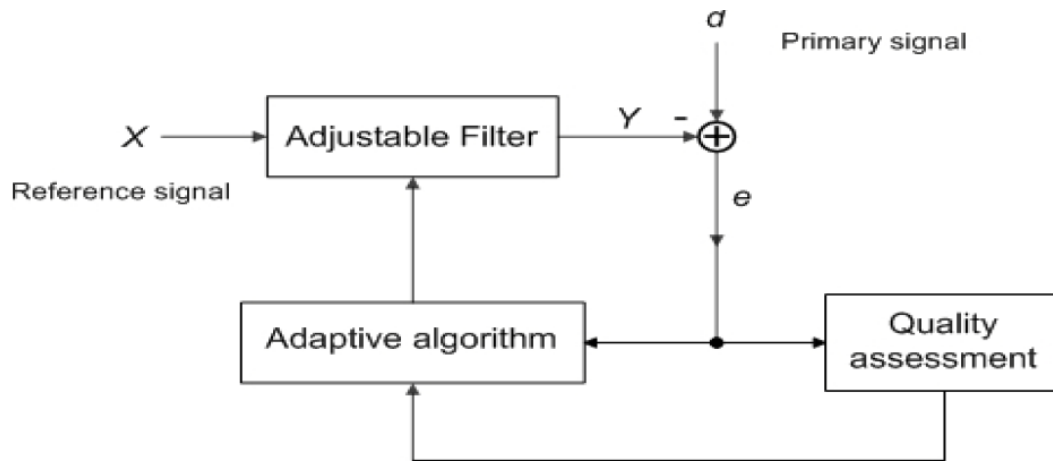 d
Primary signal
X
Adjustable Filter
Y
-
+
Reference signal
e
Adaptive algorithm
Quality
assessment